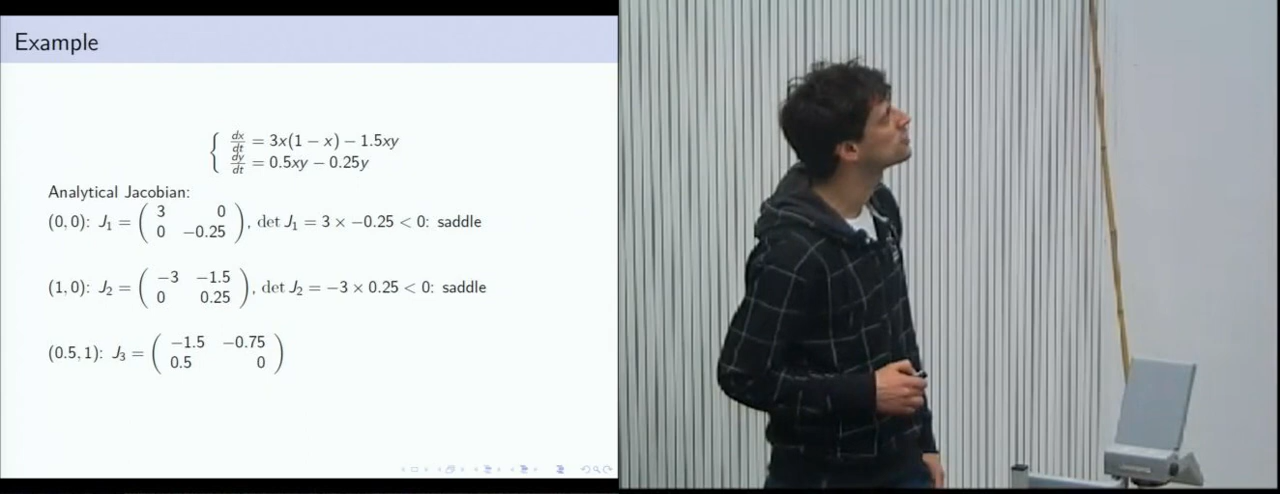 Example
dx/dt = 3x(1 − x) − 1.5xy
dy/dt = 0.5xy − 0.25y
Analytical Jacobian:
(0, 0): J₁ = ( 3 0 ; 0 −0.25 ), det J₁ = 3 × −0.25 < 0: saddle
(1, 0): J₂ = ( −3 −1.5 ; 0 0.25 ), det J₂ = −3 × 0.25 < 0: saddle
(0.5, 1): J₃ = ( −1.5 −0.75 ; 0.5 0 )